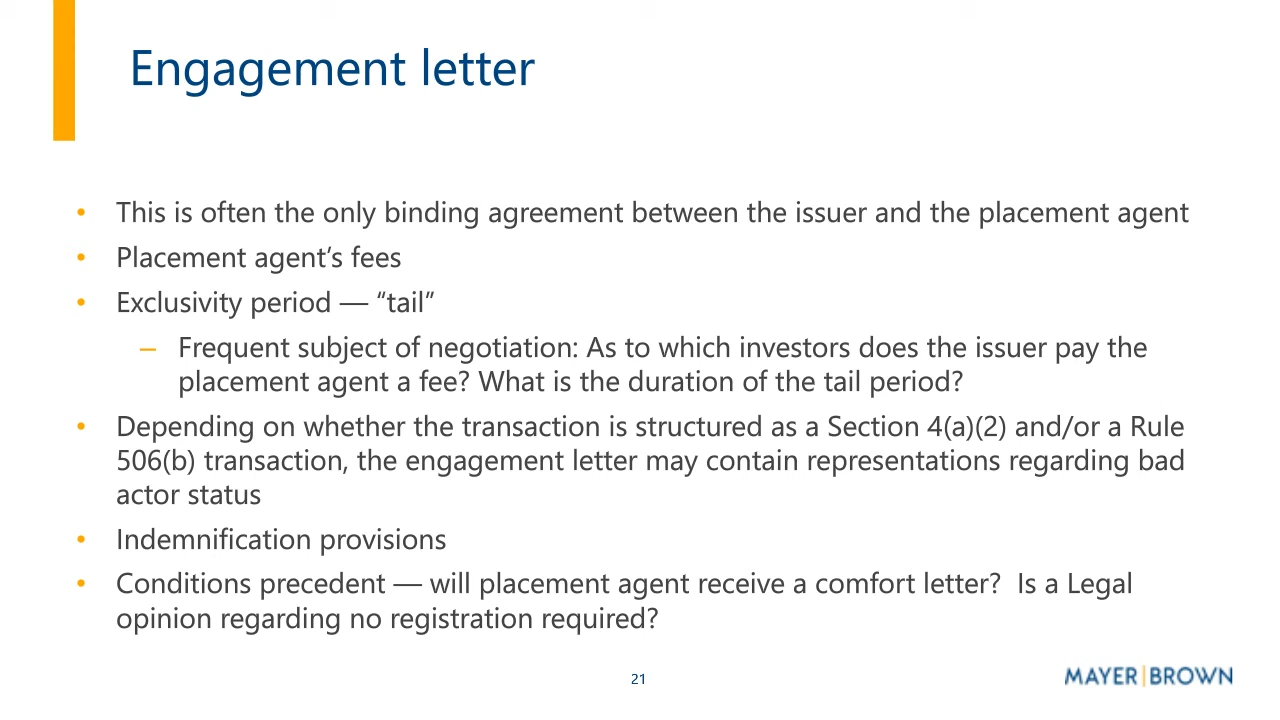 Engagement letter
• This is often the only binding agreement between the issuer and the placement agent
• Placement agent’s fees
• Exclusivity period — “tail”
– Frequent subject of negotiation: As to which investors does the issuer pay the
placement agent a fee? What is the duration of the tail period?
• Depending on whether the transaction is structured as a Section 4(a)(2) and/or a Rule
506(b) transaction, the engagement letter may contain representations regarding bad
actor status
• Indemnification provisions
• Conditions precedent — will placement agent receive a comfort letter?  Is a Legal
opinion regarding no registration required?
21
MAYER|BROWN